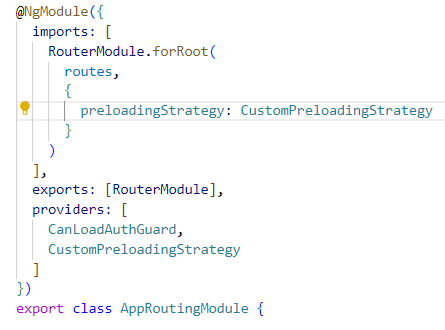 @NgModule({
imports: [
RouterModule.forRoot(
routes,
{
preloadingStrategy: CustomPreloadingStrategy
}
)
],
exports: [RouterModule],
providers: [
CanLoadAuthGuard,
CustomPreloadingStrategy
]
})
export class AppRoutingModule {